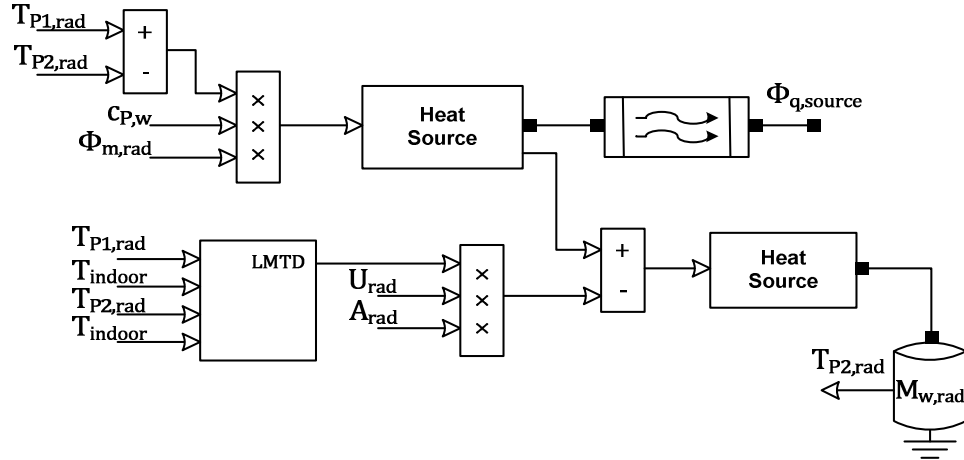 T_P1,rad
+
T_P2,rad
-
×
c_P,w
×
Φ_m,rad
×
Heat
Source
Φ_q,source
T_P1,rad
T_indoor
T_P2,rad
T_indoor
LMTD
U_rad
A_rad
×
×
×
+
-
Heat
Source
T_P2,rad
M_w,rad